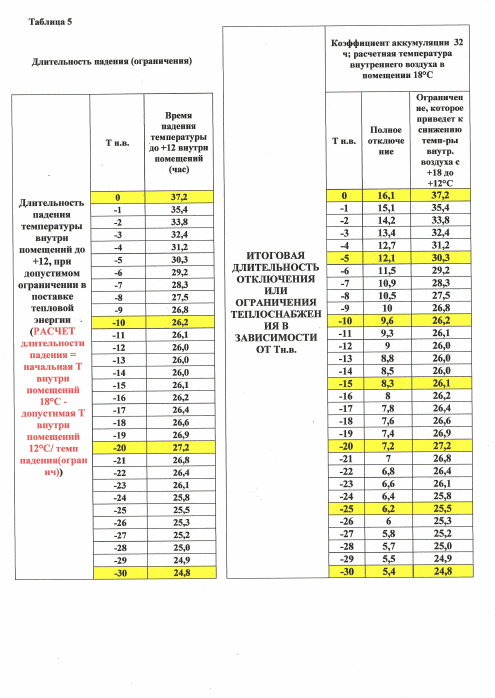 Таблица 5
Длительность падения (ограничения)
Длительность
падения
температуры
внутри
помещений до
+12, при
допустимом
ограничении в
поставке
тепловой
энергии
(РАСЧЕТ
длительности
падения =
начальная Т
внутри
помещений
18°С -
допустимая Т
внутри
помещений
12°С/ темп
падения(огран
ич))
Т н.в.
Время
падения
температуры
до +12 внутри
помещений
(час)
0 37,2
-1 35,4
-2 33,8
-3 32,4
-4 31,2
-5 30,3
-6 29,2
-7 28,3
-8 27,5
-9 26,8
-10 26,2
-11 26,1
-12 26,0
-13 26,0
-14 26,0
-15 26,1
-16 26,2
-17 26,4
-18 26,6
-19 26,9
-20 27,2
-21 26,8
-22 26,4
-23 26,1
-24 25,8
-25 25,5
-26 25,3
-27 25,2
-28 25,0
-29 24,9
-30 24,8
ИТОГОВАЯ
ДЛИТЕЛЬНОСТЬ
ОТКЛЮЧЕНИЯ
ИЛИ
ОГРАНИЧЕНИЯ
ТЕПЛОСНАБЖЕН
ИЯ В
ЗАВИСИМОСТИ
ОТ Тн.в.
Коэффициент аккумуляции 32
ч; расчетная температура
внутреннего воздуха в
помещении 18°С
Т н.в.
Полное
отключе
ние
Ограничен
ие, которое
приведет к
снижению
темп-ры
внутр.
воздуха с
+18 до
+12°С
0 16,1 37,2
-1 15,1 35,4
-2 14,2 33,8
-3 13,4 32,4
-4 12,7 31,2
-5 12,1 30,3
-6 11,5 29,2
-7 10,9 28,3
-8 10,5 27,5
-9 10 26,8
-10 9,6 26,2
-11 9,3 26,1
-12 9 26,0
-13 8,8 26,0
-14 8,5 26,0
-15 8,3 26,1
-16 8 26,2
-17 7,8 26,4
-18 7,6 26,6
-19 7,4 26,9
-20 7,2 27,2
-21 7 26,8
-22 6,8 26,4
-23 6,6 26,1
-24 6,4 25,8
-25 6,2 25,5
-26 6 25,3
-27 5,8 25,2
-28 5,7 25,0
-29 5,5 24,9
-30 5,4 24,8